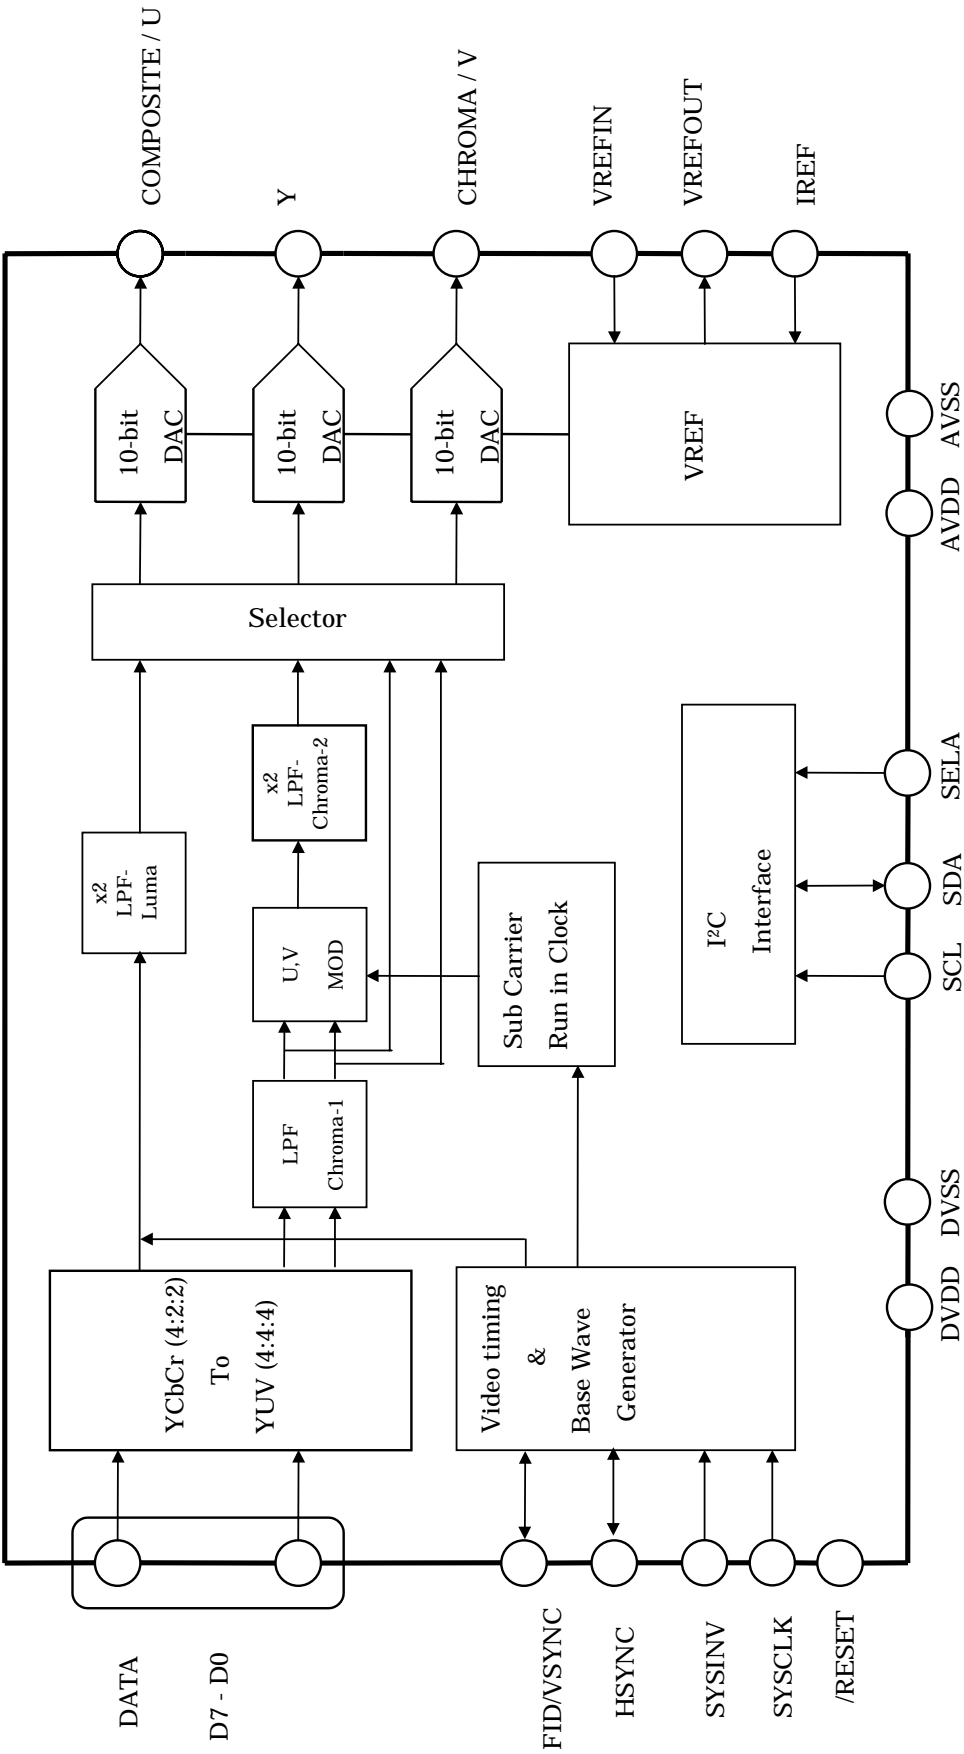 COMPOSITE / U
Y
CHROMA / V
VREFIN
VREFOUT
IREF
10-bit
DAC
10-bit
DAC
10-bit
DAC
VREF
AVSS
AVDD
Selector
x2
LPF-
Luma
x2
LPF-
Chroma-2
U,V
MOD
LPF
Chroma-1
Sub Carrier
Run in Clock
I²C
Interface
SELA
SDA
SCL
YCbCr (4:2:2)
To
YUV (4:4:4)
Video timing
&
Base Wave
Generator
DVSS
DVDD
DATA
D7 - D0
FID/VSYNC
HSYNC
SYSINV
SYSCLK
/RESET